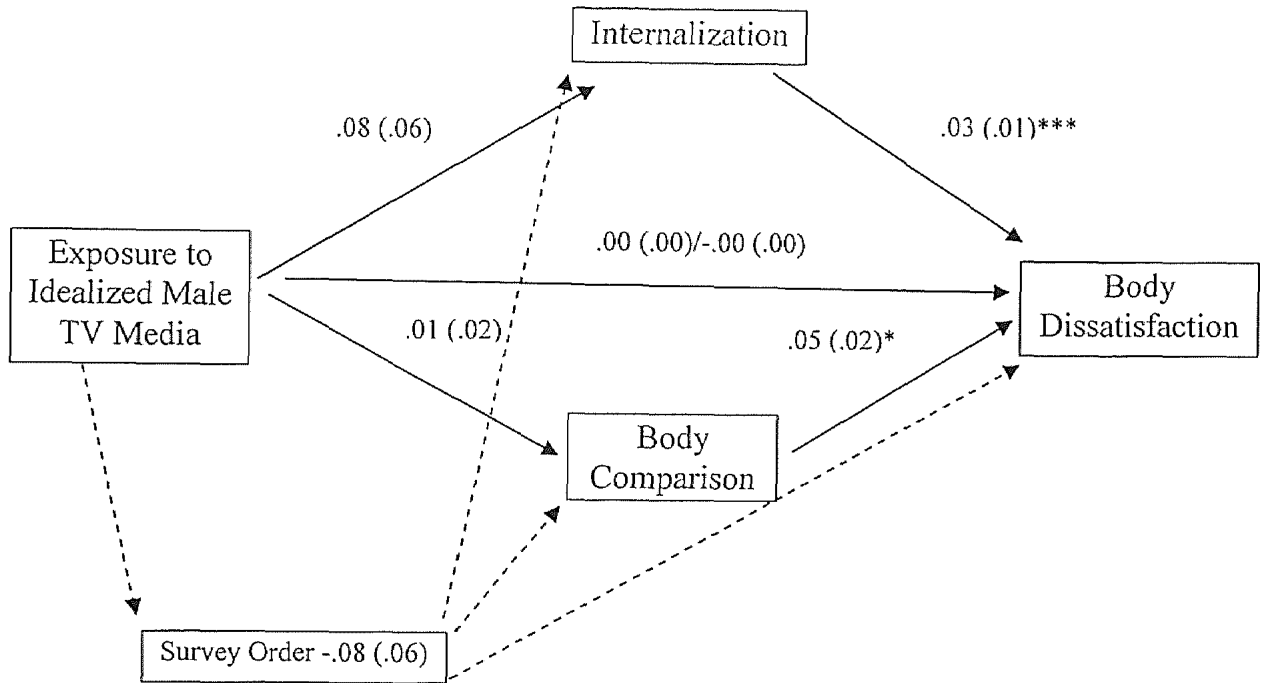 Internalization
.08 (.06)
.03 (.01)***
.00 (.00)/-.00 (.00)
Exposure to
Idealized Male
TV Media
Body
Dissatisfaction
.01 (.02)
.05 (.02)*
Body
Comparison
Survey Order -.08 (.06)